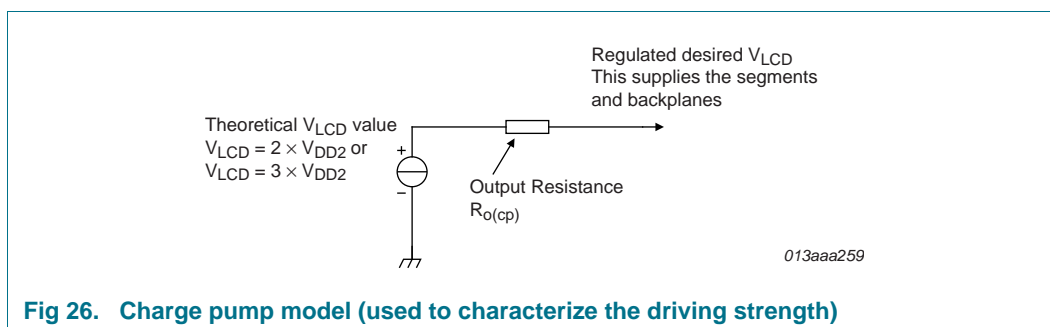 Regulated desired VLCD
This supplies the segments
and backplanes
Theoretical VLCD value
VLCD = 2 × VDD2 or
VLCD = 3 × VDD2
+
−
Output Resistance
Ro(cp)
013aaa259
Fig 26. Charge pump model (used to characterize the driving strength)